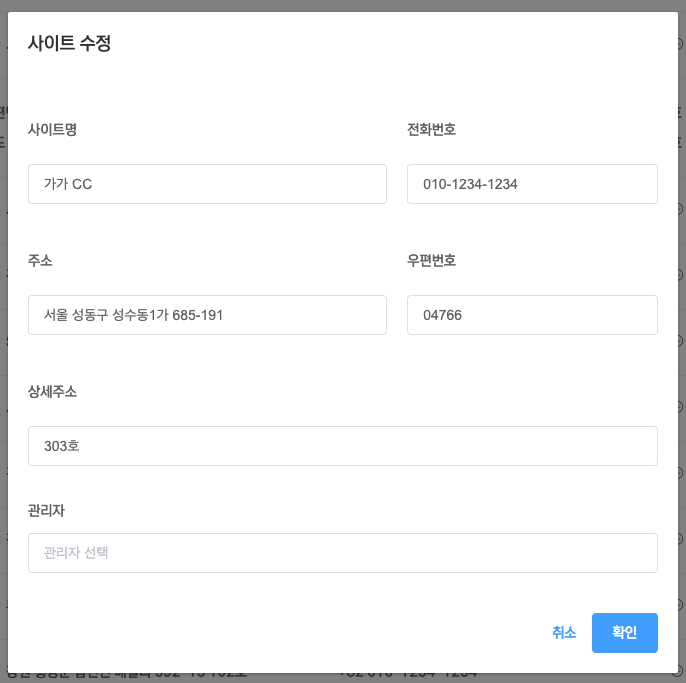 사이트 수정
사이트명 전화번호
가가 CC 010-1234-1234
주소 우편번호
서울 성동구 성수동1가 685-191 04766
상세주소
303호
관리자
관리자 선택
취소 확인